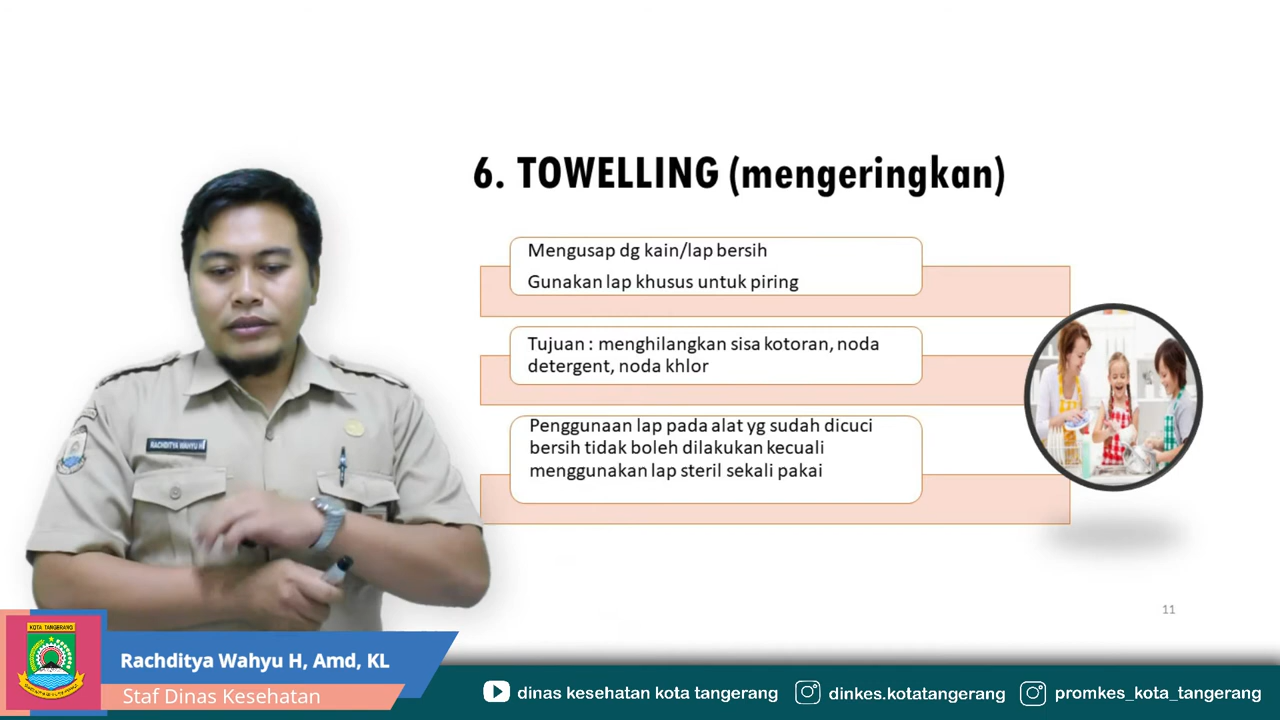 6. TOWELLING (mengeringkan)
Mengusap dg kain/lap bersih
Gunakan lap khusus untuk piring
Tujuan : menghilangkan sisa kotoran, noda
detergent, noda khlor
Penggunaan lap pada alat yg sudah dicuci
bersih tidak boleh dilakukan kecuali
menggunakan lap steril sekali pakai
11
RACHDITYA WAHYU H
KOTA TANGERANG
Rachditya Wahyu H, Amd, KL
Staf Dinas Kesehatan
dinas kesehatan kota tangerang
dinkes.kotatangerang
promkes_kota_tangerang